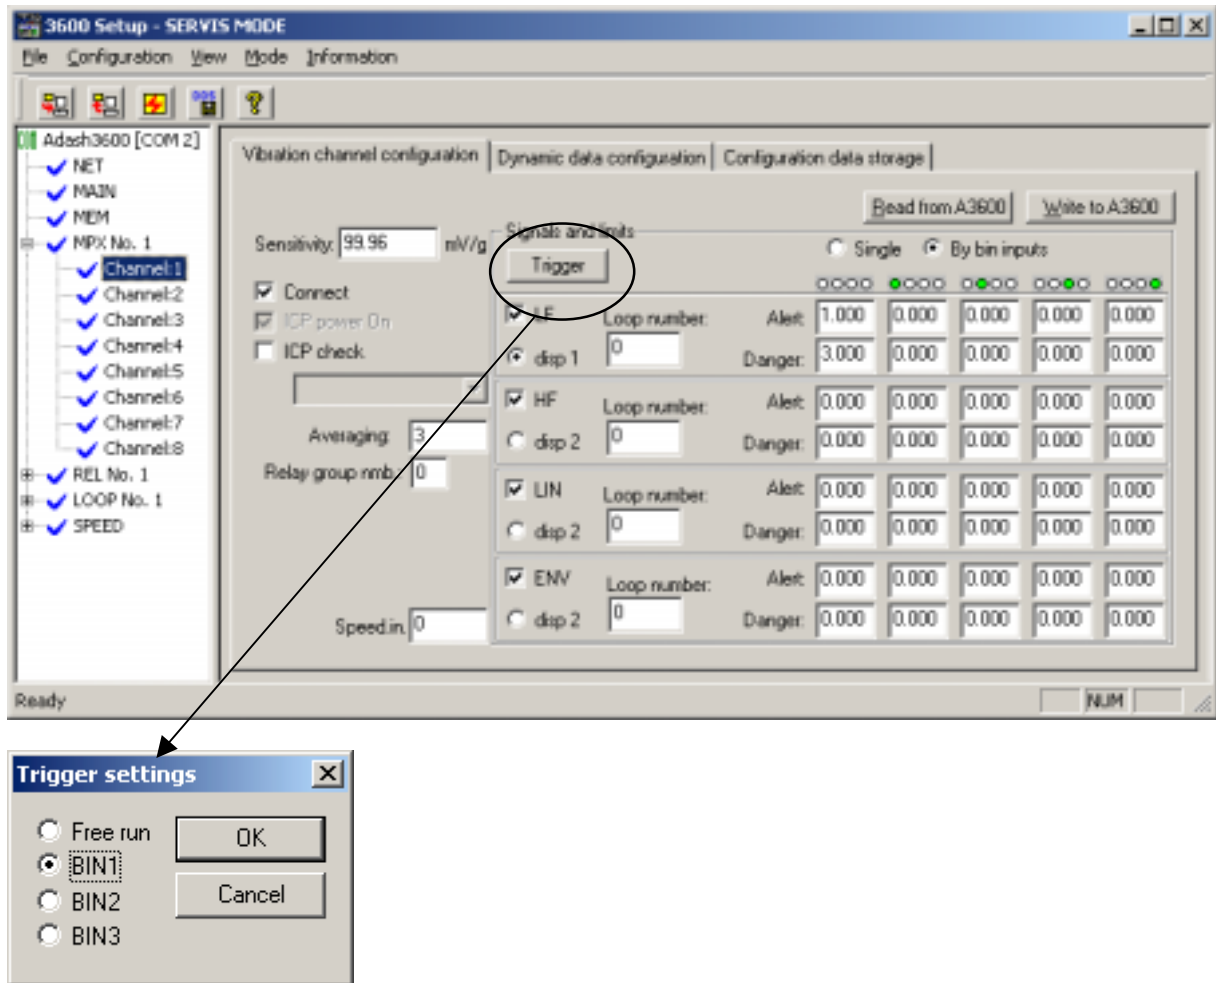 3600 Setup - SERVIS MODE
File Configuration View Mode Information
DDS
Adash3600 [COM 2]
NET
MAIN
MEM
MPX No. 1
Channel:1
Channel:2
Channel:3
Channel:4
Channel:5
Channel:6
Channel:7
Channel:8
REL No. 1
LOOP No. 1
SPEED
Vibration channel configuration Dynamic data configuration Configuration data storage
Read from A3600 Write to A3600
Sensitivity: 99.96 mV/g
Connect
ICP power On
ICP check
Averaging: 3
Relay group nmb.: 0
Speed.in. 0
Signals and limits
Trigger
Single By bin inputs
LF Loop number: Alert: 1.000 0.000 0.000 0.000 0.000
disp 1 0 Danger: 3.000 0.000 0.000 0.000 0.000
HF Loop number: Alert: 0.000 0.000 0.000 0.000 0.000
disp 2 0 Danger: 0.000 0.000 0.000 0.000 0.000
LIN Loop number: Alert: 0.000 0.000 0.000 0.000 0.000
disp 2 0 Danger: 0.000 0.000 0.000 0.000 0.000
ENV Loop number: Alert: 0.000 0.000 0.000 0.000 0.000
disp 2 0 Danger: 0.000 0.000 0.000 0.000 0.000
Ready NUM
Trigger settings
Free run OK
BIN1
BIN2 Cancel
BIN3